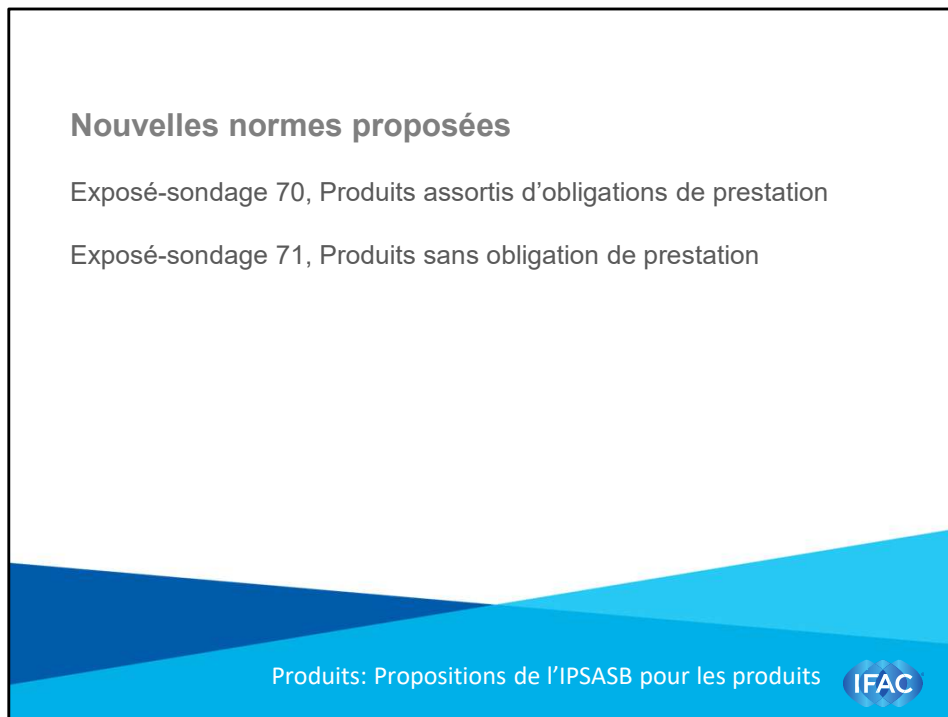 Nouvelles normes proposées
Exposé-sondage 70, Produits assortis d’obligations de prestation
Exposé-sondage 71, Produits sans obligation de prestation
Produits: Propositions de l’IPSASB pour les produits
IFAC